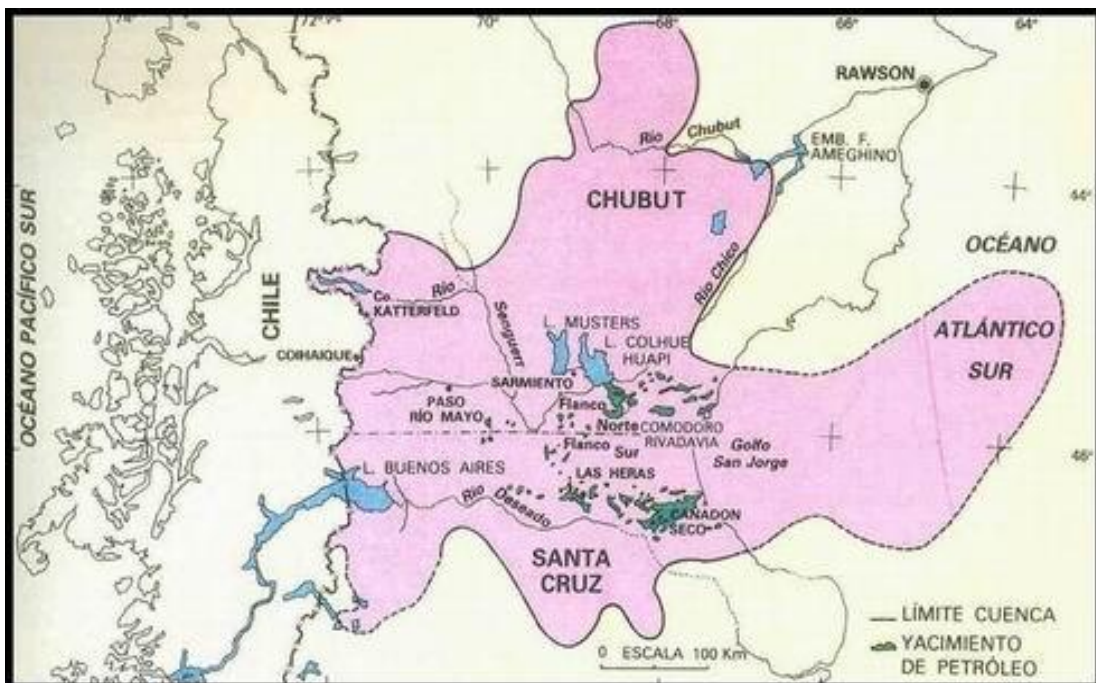 70°
68°
66°
64°
RAWSON
Río Chubut
EMB. F.
AMEGHINO
CHUBUT
44°
OCÉANO
ATLÁNTICO
SUR
OCÉANO PACÍFICO SUR
CHILE
Río Chico
Co.
KATTERFELD
Río
Senguerr
L. MUSTERS
L. COLHUE
HUAPI
COIHAIQUE
SARMIENTO
PASO
RÍO MAYO
Flanco
Norte
COMODORO
RIVADAVIA
Flanco
Sur
Golfo
San Jorge
46°
L. BUENOS AIRES
LAS HERAS
Río Deseado
CAÑADON
SECO
SANTA
CRUZ
LÍMITE CUENCA
YACIMIENTO
DE PETRÓLEO
0 ESCALA 100 Km